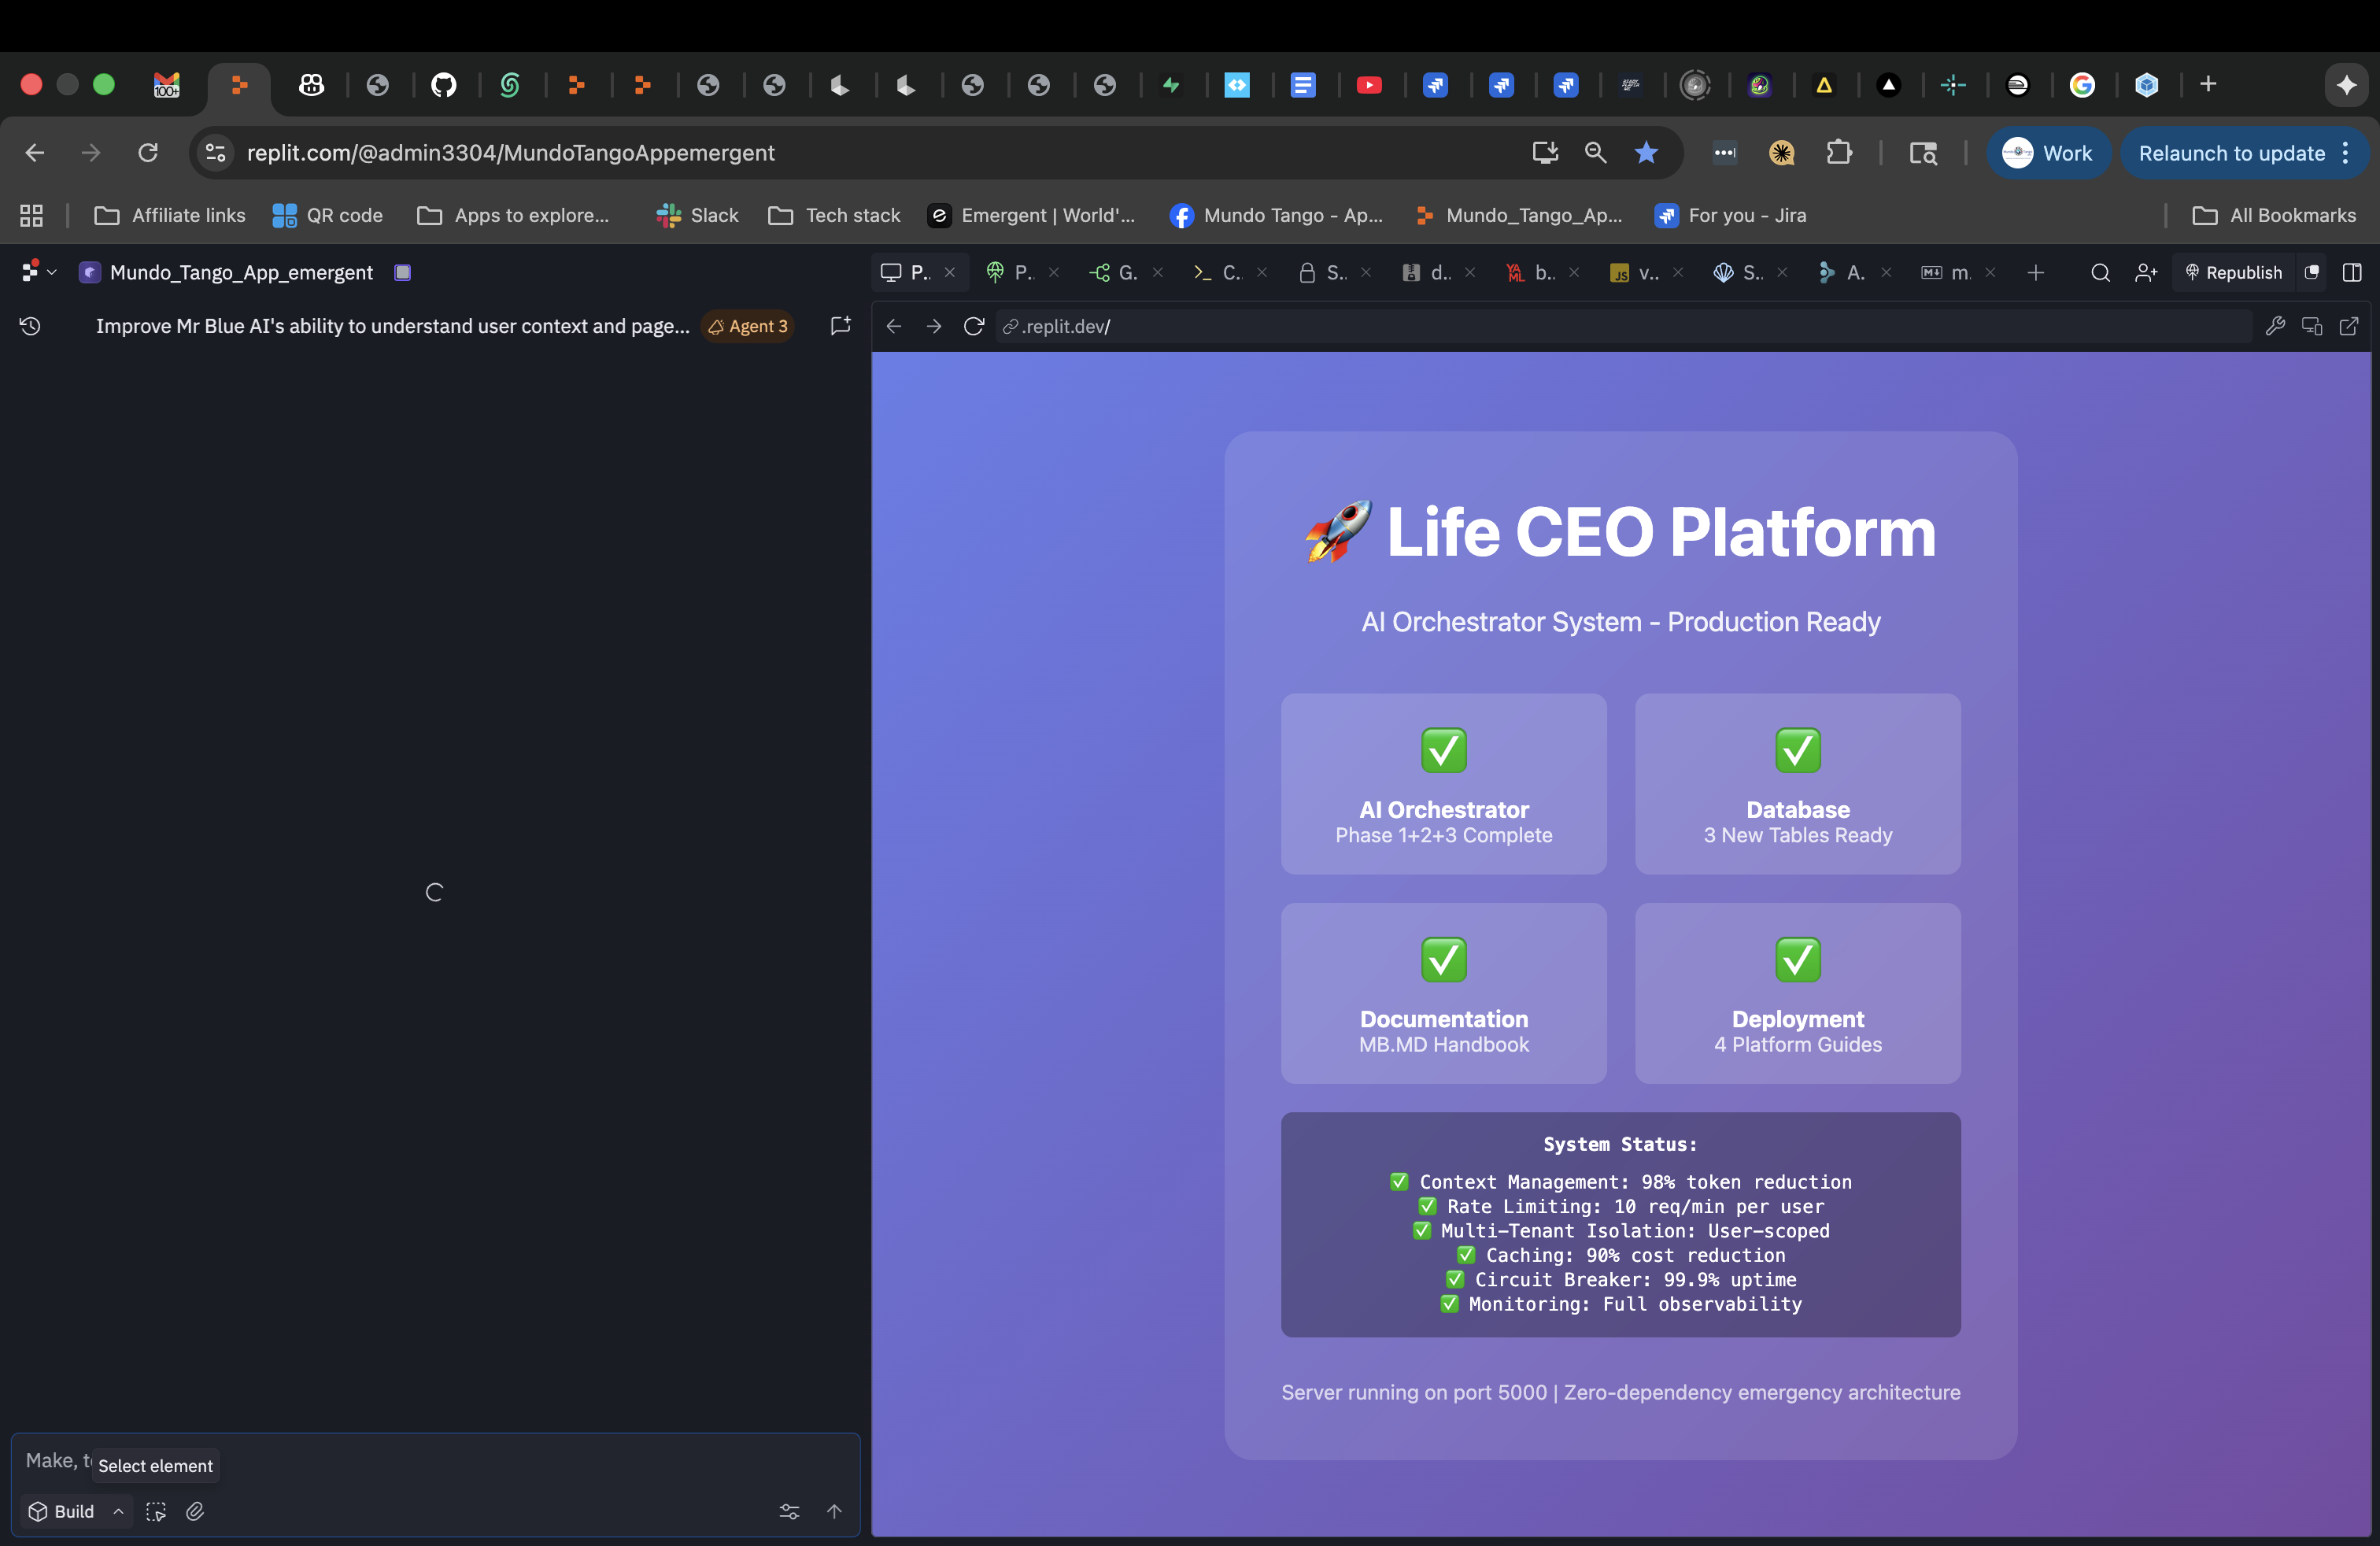 100+
replit.com/@admin3304/MundoTangoAppemergent
Work
Relaunch to update
Affiliate links
QR code
Apps to explore...
Slack
Tech stack
Emergent | World'...
Mundo Tango - Ap...
Mundo_Tango_Ap...
For you - Jira
All Bookmarks
Mundo_Tango_App_emergent
P..
P.
G.
C.
S..
d..
b..
v..
S..
A.
m.
Republish
Improve Mr Blue AI's ability to understand user context and page...
Agent 3
.replit.dev/
Life CEO Platform
AI Orchestrator System - Production Ready
AI Orchestrator
Phase 1+2+3 Complete
Database
3 New Tables Ready
Documentation
MB.MD Handbook
Deployment
4 Platform Guides
System Status:
✅ Context Management: 98% token reduction
✅ Rate Limiting: 10 req/min per user
✅ Multi-Tenant Isolation: User-scoped
✅ Caching: 90% cost reduction
✅ Circuit Breaker: 99.9% uptime
✅ Monitoring: Full observability
Server running on port 5000 | Zero-dependency emergency architecture
Make,
Select element
Build